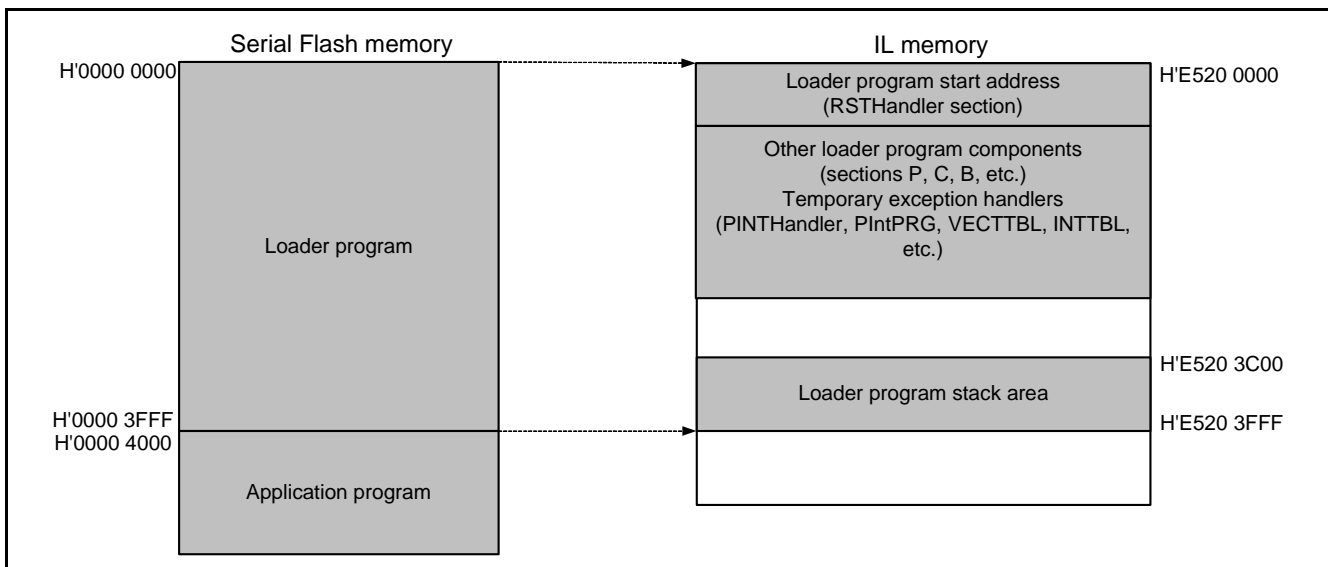 Serial Flash memory
H'0000 0000
Loader program
H'0000 3FFF
H'0000 4000
Application program
IL memory
Loader program start address
(RSTHandler section)
H'E520 0000
Other loader program components
(sections P, C, B, etc.)
Temporary exception handlers
(PINTHandler, PIntPRG, VECTTBL, INTTBL,
etc.)
H'E520 3C00
Loader program stack area
H'E520 3FFF